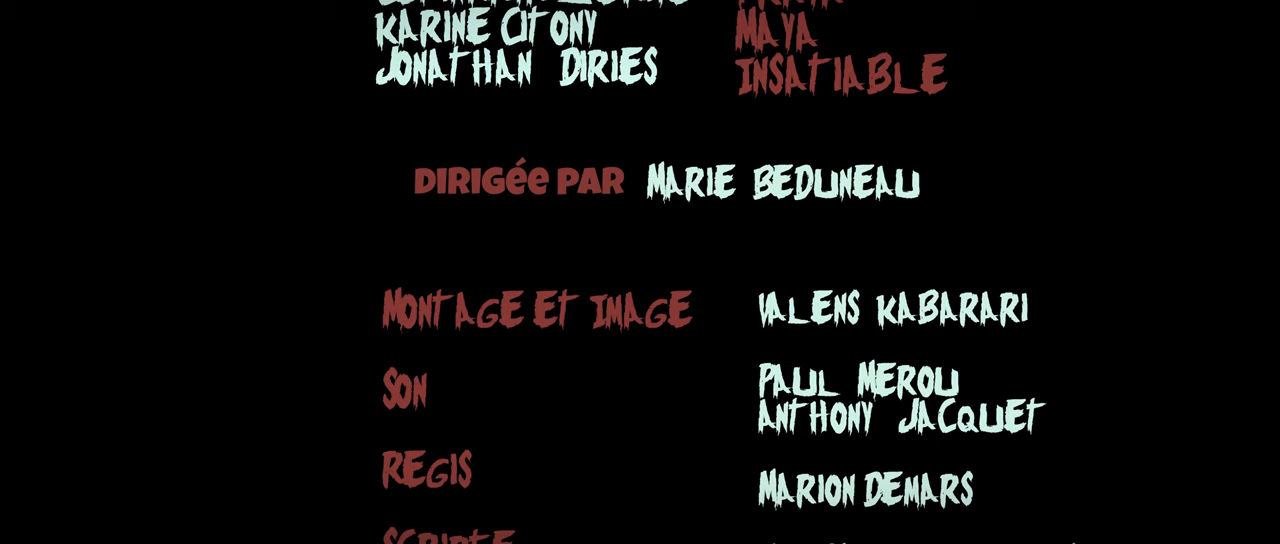 KARINE CITONY MAYA
JONATHAN DIRIES INSATIABLE
DIRIGÉE PAR MARIE BEDUNEAU
MONTAGE ET IMAGE VALENS KABARARI
SON PAUL MEROU
ANTHONY JACQUET
REGIS MARION DEMARS
SCRIPTE